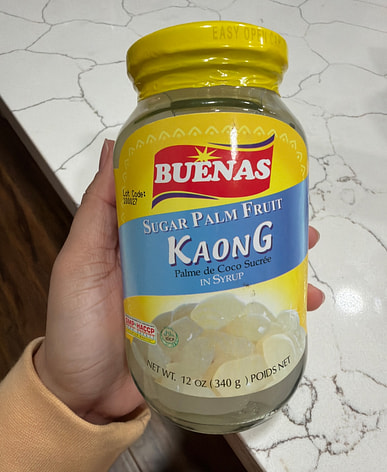 EASY OPEN
BUENAS
Lot Code:
SUGAR PALM FRUIT
KAONG
Palme de Coco Sucrée
IN SYRUP
HACCP
NET WT. 12 OZ (340 g ) POIDS NET